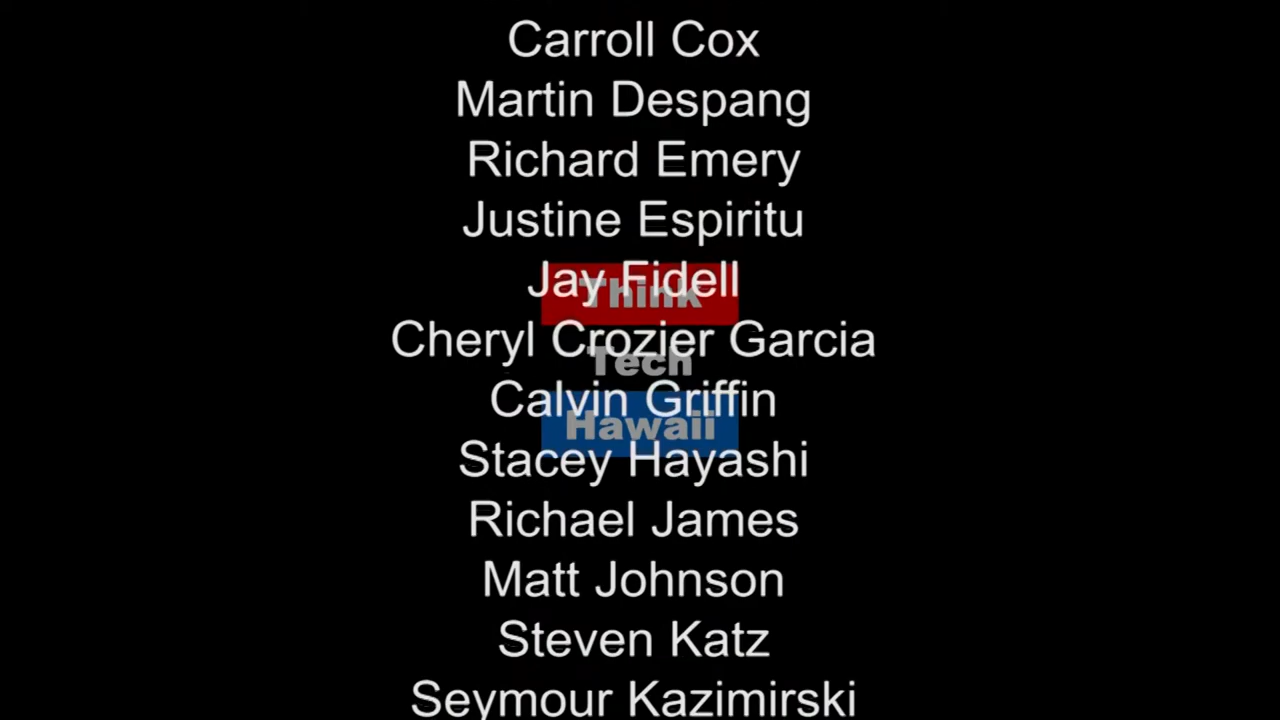 Carroll Cox
Martin Despang
Richard Emery
Justine Espiritu
Jay Fidell
Think
Cheryl Crozier Garcia
Tech
Calvin Griffin
Hawaii
Stacey Hayashi
Richael James
Matt Johnson
Steven Katz
Seymour Kazimirski